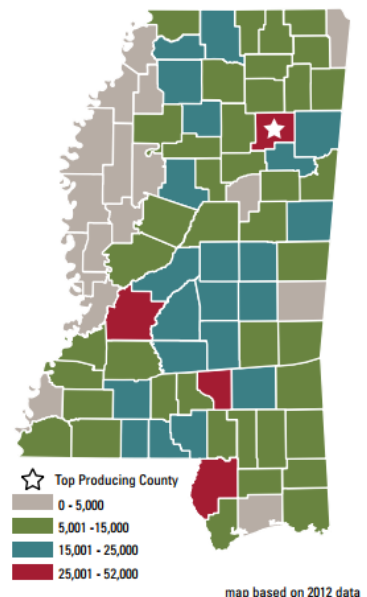 Top Producing County
0 - 5,000
5,001 -15,000
15,001 - 25,000
25,001 - 52,000
map based on 2012 data